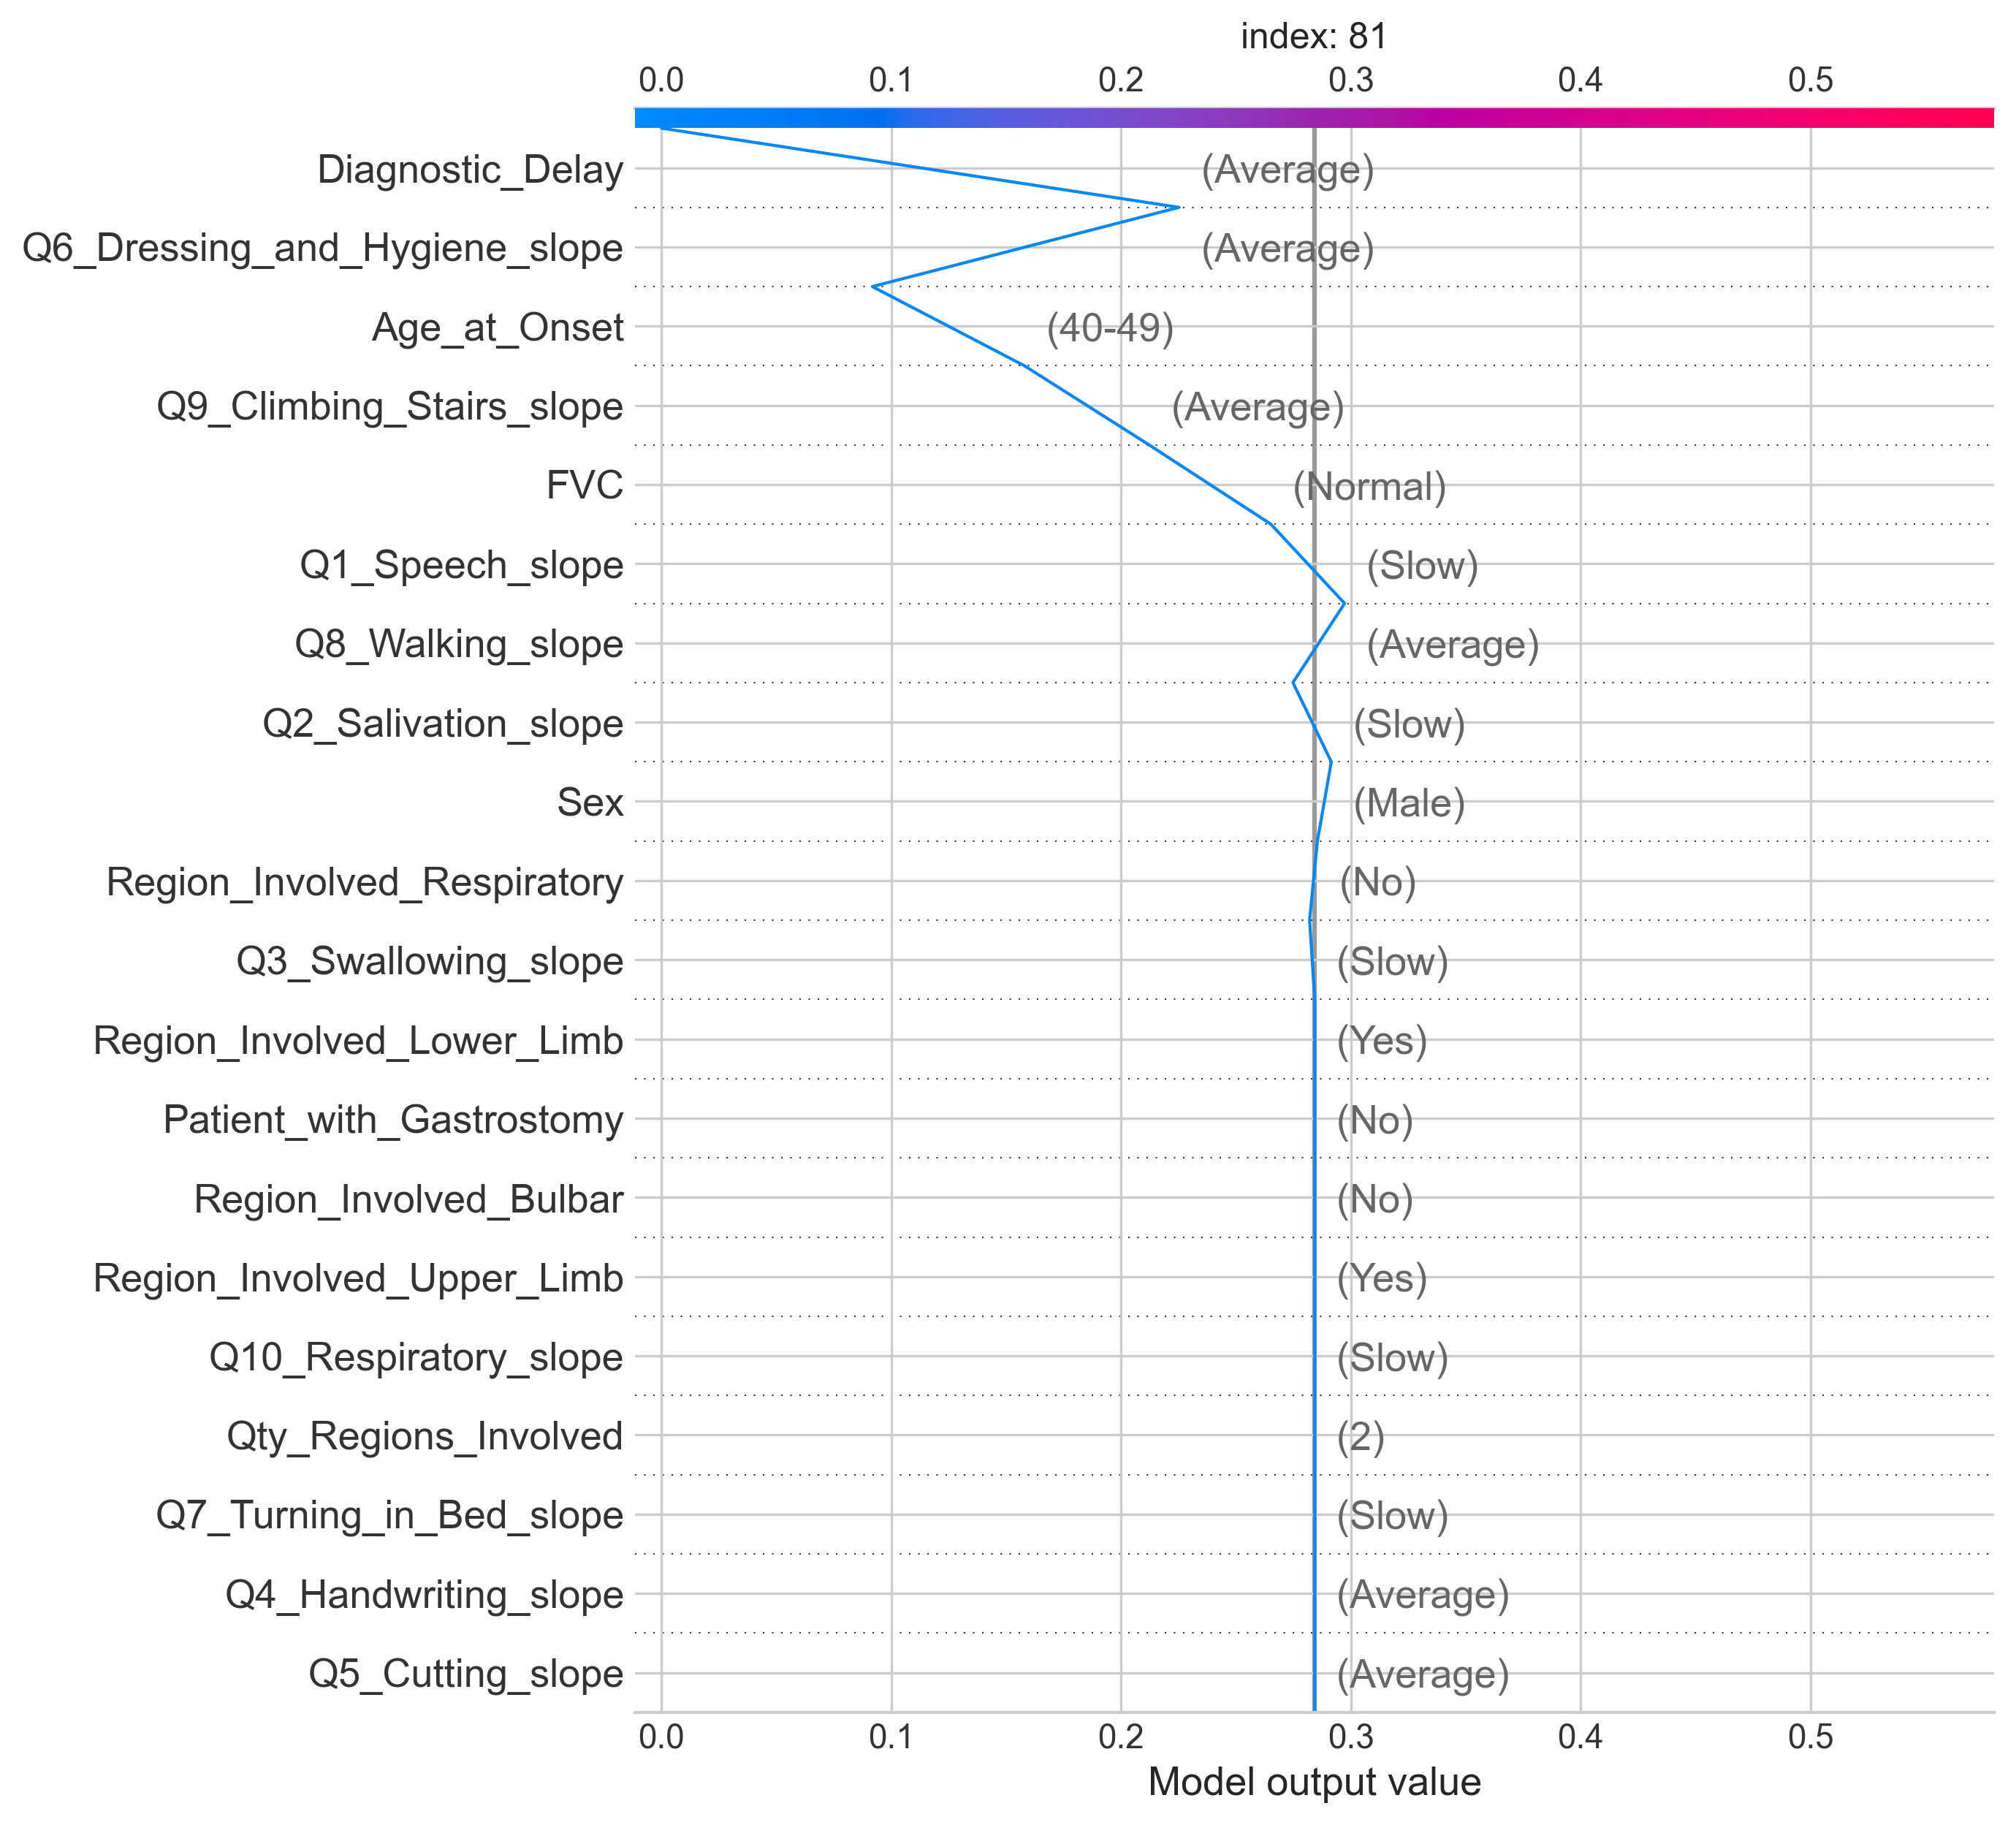 index: 81
0.0 0.1 0.2 0.3 0.4 0.5
Diagnostic_Delay (Average)
Q6_Dressing_and_Hygiene_slope (Average)
Age_at_Onset (40-49)
Q9_Climbing_Stairs_slope (Average)
FVC (Normal)
Q1_Speech_slope (Slow)
Q8_Walking_slope (Average)
Q2_Salivation_slope (Slow)
Sex (Male)
Region_Involved_Respiratory (No)
Q3_Swallowing_slope (Slow)
Region_Involved_Lower_Limb (Yes)
Patient_with_Gastrostomy (No)
Region_Involved_Bulbar (No)
Region_Involved_Upper_Limb (Yes)
Q10_Respiratory_slope (Slow)
Qty_Regions_Involved (2)
Q7_Turning_in_Bed_slope (Slow)
Q4_Handwriting_slope (Average)
Q5_Cutting_slope (Average)
0.0 0.1 0.2 0.3 0.4 0.5
Model output value